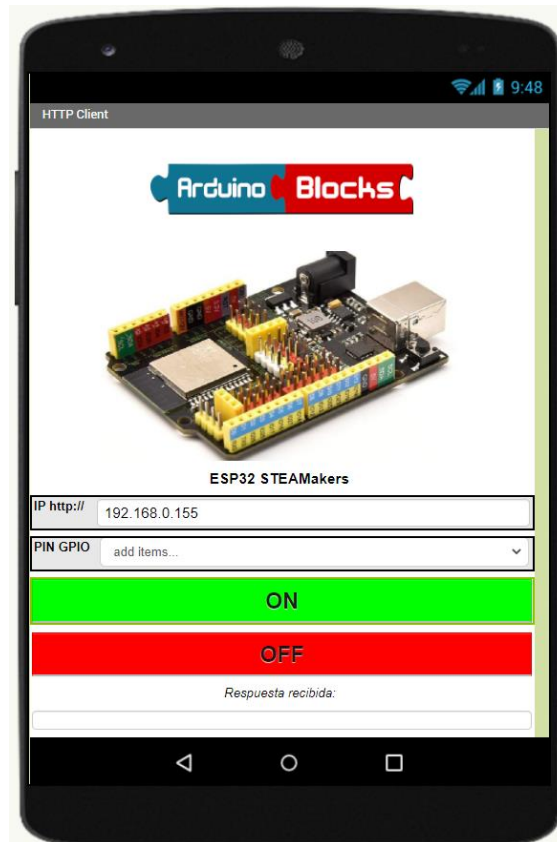 9:48
HTTP Client
Arduino Blocks
ESP32 STEAMakers
IP http:// 192.168.0.155
PIN GPIO add items...
ON
OFF
Respuesta recibida: